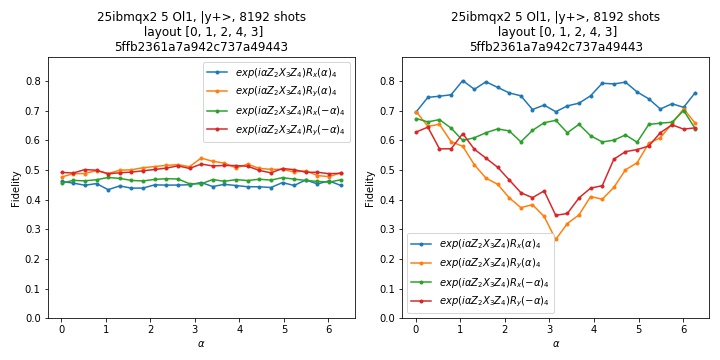 25ibmqx2 5 Ol1, |y+>, 8192 shots
layout [0, 1, 2, 4, 3]
5ffb2361a7a942c737a49443
exp(iαZ₂X₃Z₄)Rₓ(α)₄
exp(iαZ₂X₃Z₄)Rᵧ(α)₄
exp(iαZ₂X₃Z₄)Rₓ(−α)₄
exp(iαZ₂X₃Z₄)Rᵧ(−α)₄
Fidelity
0.8
0.7
0.6
0.5
0.4
0.3
0.2
0.1
0.0
0 1 2 3 4 5 6
α
25ibmqx2 5 Ol1, |y+>, 8192 shots
layout [0, 1, 2, 4, 3]
5ffb2361a7a942c737a49443
Fidelity
0.8
0.7
0.6
0.5
0.4
0.3
0.2
0.1
0.0
exp(iαZ₂X₃Z₄)Rₓ(α)₄
exp(iαZ₂X₃Z₄)Rᵧ(α)₄
exp(iαZ₂X₃Z₄)Rₓ(−α)₄
exp(iαZ₂X₃Z₄)Rᵧ(−α)₄
0 1 2 3 4 5 6
α